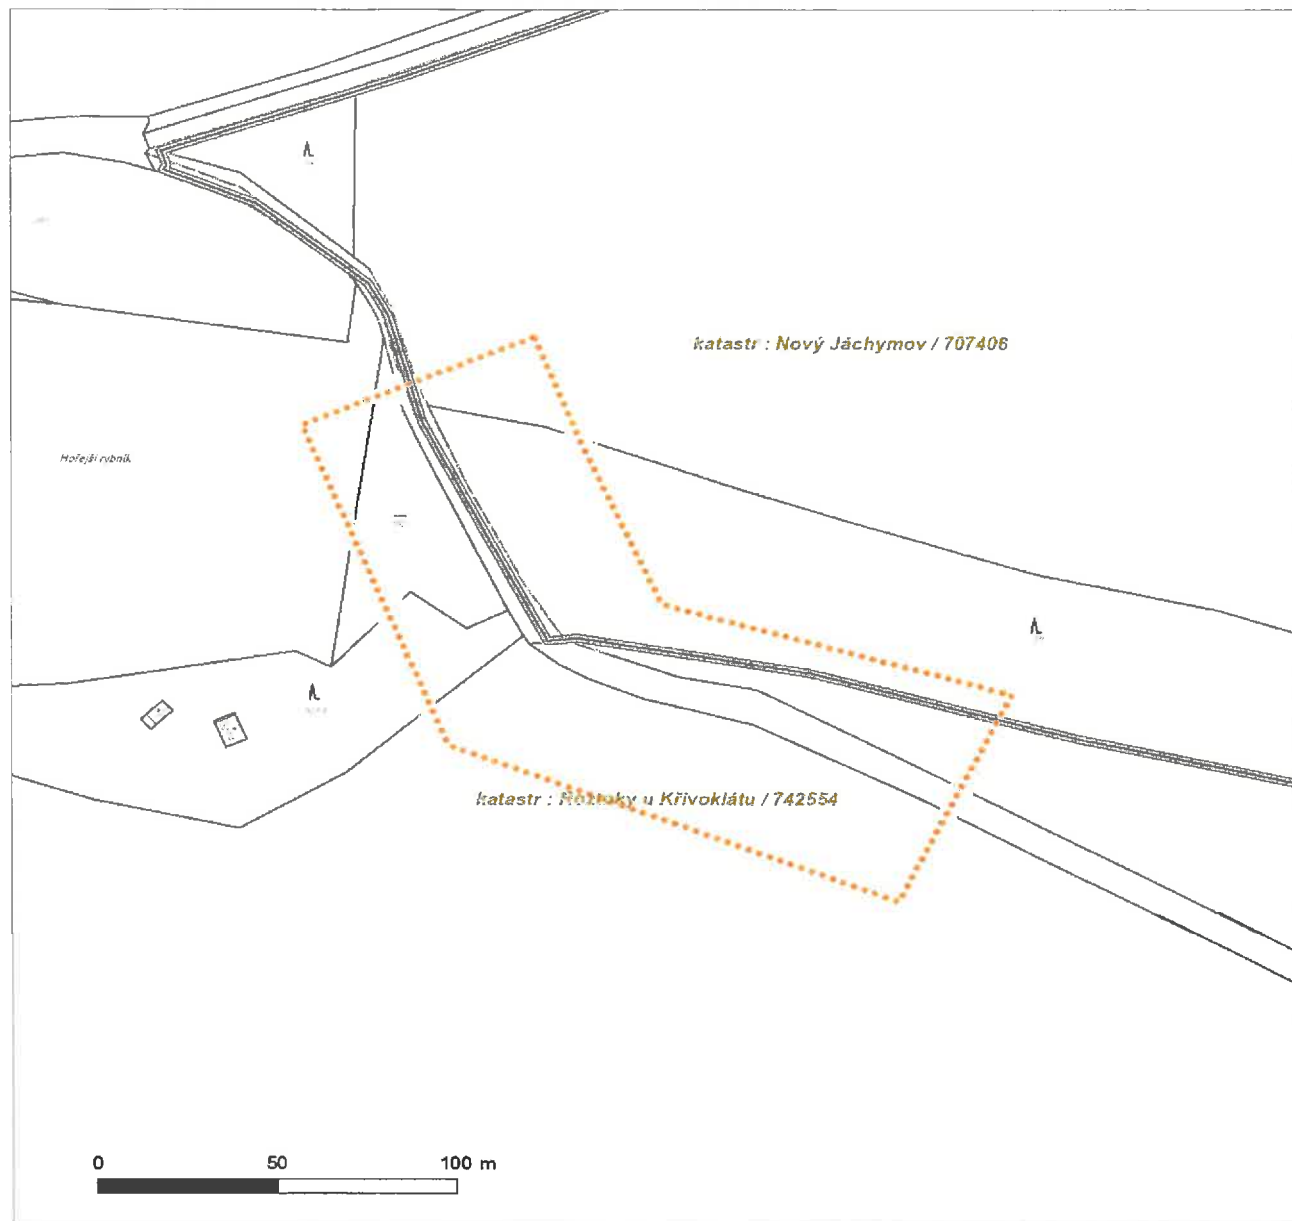 katastr : Nový Jáchymov / 707406
Hořejší rybník
katastr : Roztoky u Křivoklátu / 742554
0 50 100 m